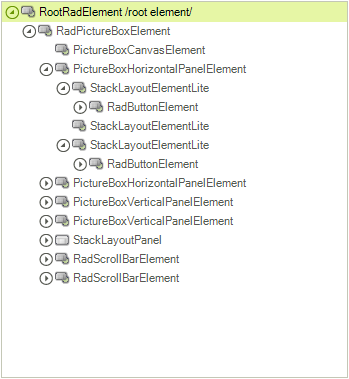 RootRadElement /root element/
RadPictureBoxElement
PictureBoxCanvasElement
PictureBoxHorizontalPanelElement
StackLayoutElementLite
RadButtonElement
StackLayoutElementLite
StackLayoutElementLite
RadButtonElement
PictureBoxHorizontalPanelElement
PictureBoxVerticalPanelElement
PictureBoxVerticalPanelElement
StackLayoutPanel
RadScrollBarElement
RadScrollBarElement